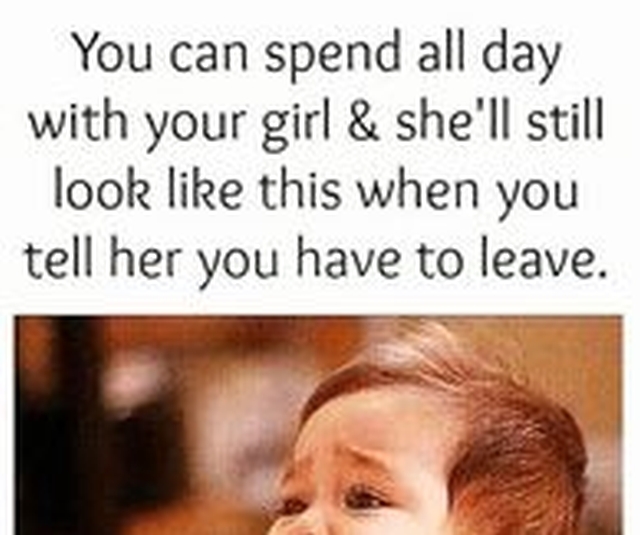 You can spend all day
with your girl & she'll still
look like this when you
tell her you have to leave.